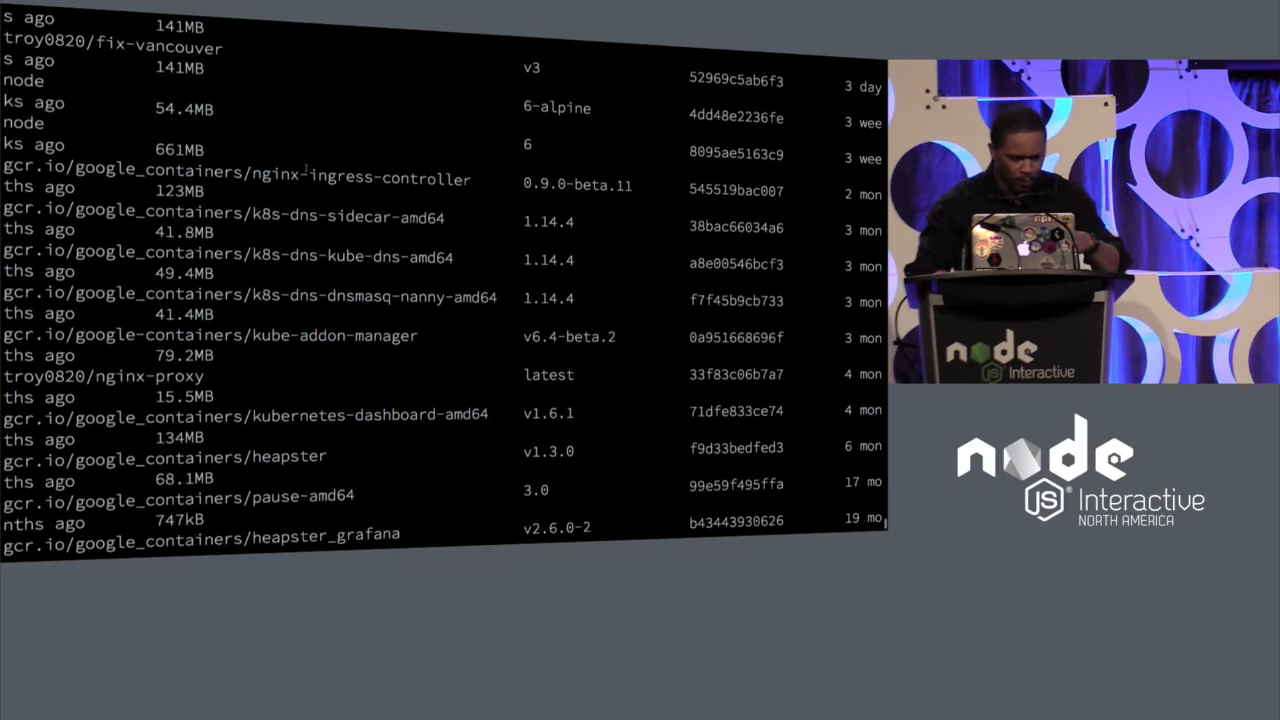 s ago 141MB
troy0820/fix-vancouver v3 52969c5ab6f3 3 day
s ago 141MB
node 6-alpine 4dd48e2236fe 3 wee
ks ago 54.4MB
node 6 8095ae5163c9 3 wee
ks ago 661MB
gcr.io/google_containers/nginx-ingress-controller 0.9.0-beta.11 545519bac007 2 mon
ths ago 123MB
gcr.io/google_containers/k8s-dns-sidecar-amd64 1.14.4 38bac66034a6 3 mon
ths ago 41.8MB
gcr.io/google_containers/k8s-dns-kube-dns-amd64 1.14.4 a8e00546bcf3 3 mon
ths ago 49.4MB
gcr.io/google_containers/k8s-dns-dnsmasq-nanny-amd64 1.14.4 f7f45b9cb733 3 mon
ths ago 41.4MB
gcr.io/google-containers/kube-addon-manager v6.4-beta.2 0a951668696f 3 mon
ths ago 79.2MB
troy0820/nginx-proxy latest 33f83c06b7a7 4 mon
ths ago 15.5MB
gcr.io/google_containers/kubernetes-dashboard-amd64 v1.6.1 71dfe833ce74 4 mon
ths ago 134MB
gcr.io/google_containers/heapster v1.3.0 f9d33bedfed3 6 mon
ths ago 68.1MB
gcr.io/google_containers/pause-amd64 3.0 99e59f495ffa 17 mo
nths ago 747kB
gcr.io/google_containers/heapster_grafana v2.6.0-2 b43443930626 19 mo
node
JS Interactive
node
JS® Interactive
NORTH AMERICA